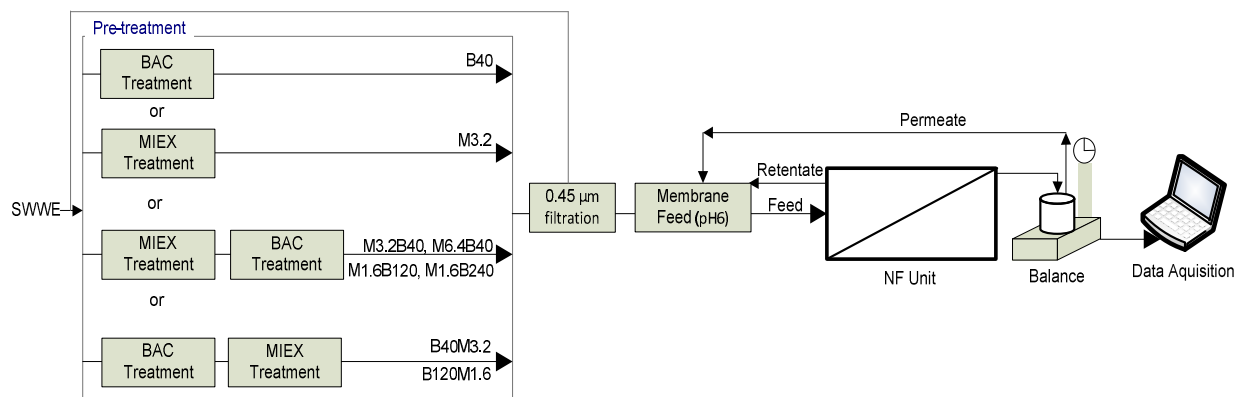 Pre-treatment
BAC
Treatment
B40
or
MIEX
Treatment
M3.2
or
SWWE
MIEX
Treatment
BAC
Treatment
M3.2B40, M6.4B40
M1.6B120, M1.6B240
or
BAC
Treatment
MIEX
Treatment
B40M3.2
B120M1.6
0.45 µm
filtration
Membrane
Feed (pH6)
Permeate
Retentate
Feed
NF Unit
Balance
Data Aquisition